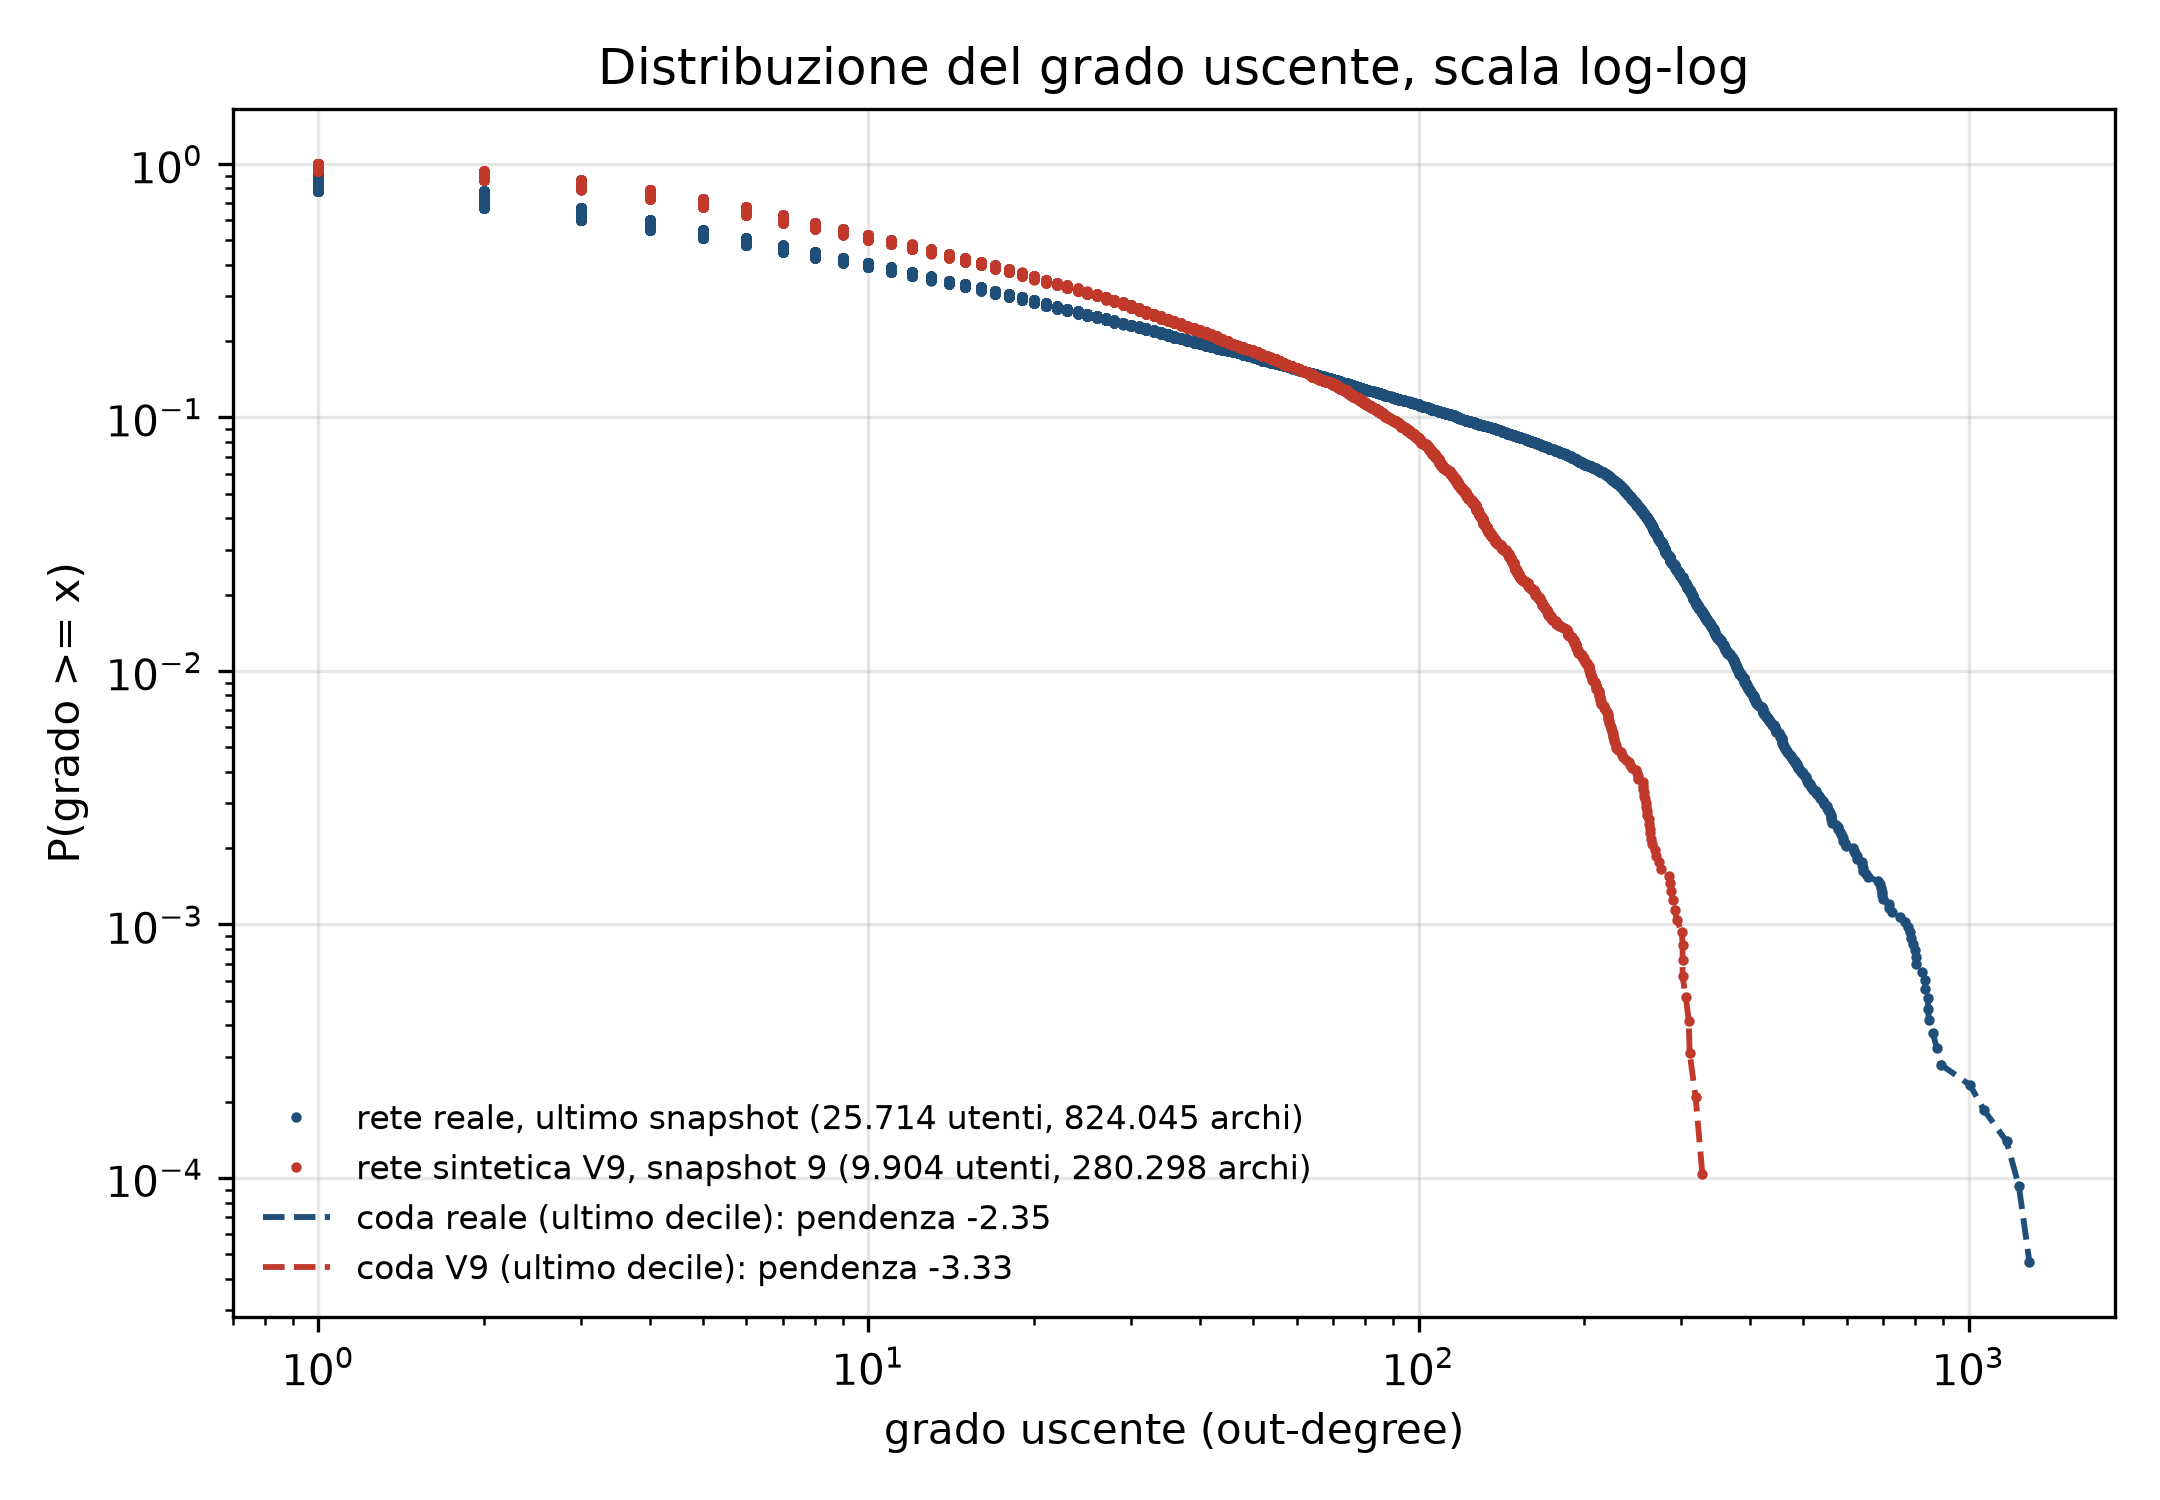 Distribuzione del grado uscente, scala log-log
P(grado >= x)
10⁰
10⁻¹
10⁻²
10⁻³
10⁻⁴
rete reale, ultimo snapshot (25.714 utenti, 824.045 archi)
rete sintetica V9, snapshot 9 (9.904 utenti, 280.298 archi)
coda reale (ultimo decile): pendenza -2.35
coda V9 (ultimo decile): pendenza -3.33
10⁰ 10¹ 10² 10³
grado uscente (out-degree)